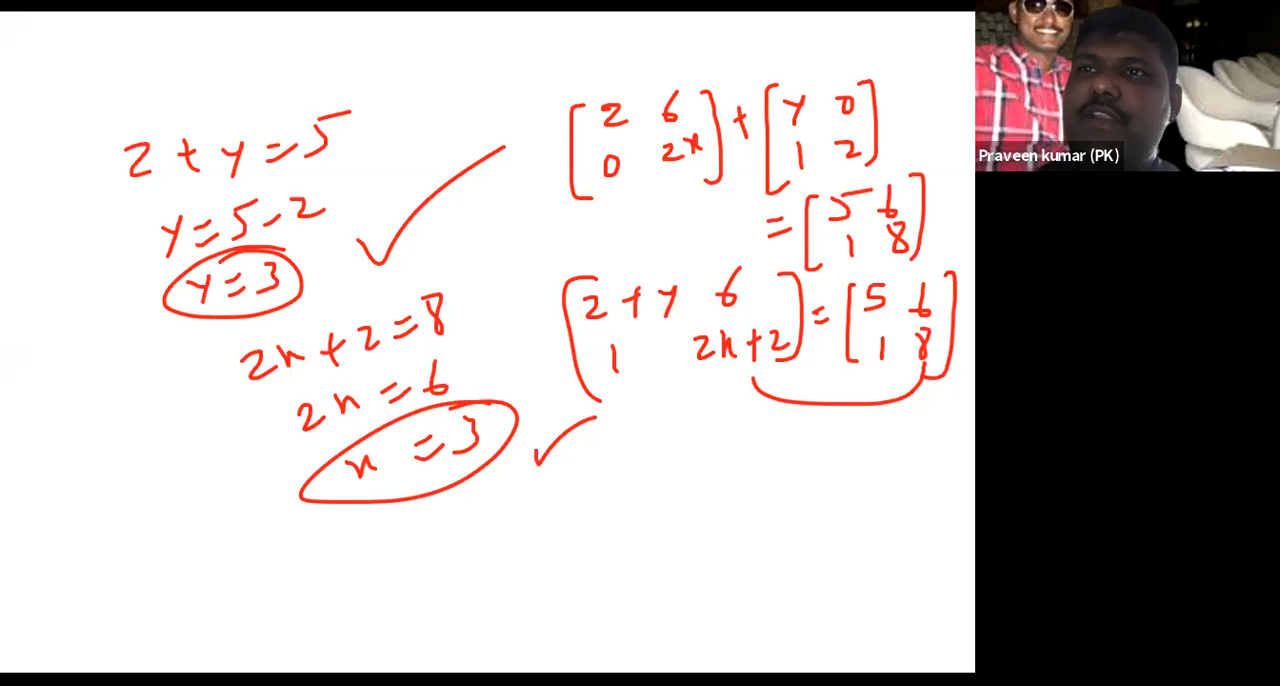 2 + y = 5
y = 5 - 2
y = 3
2x + 2 = 8
2x = 6
x = 3
[2 6] + [y 0]
[0 2x] [1 2]
= [5 6]
[1 8]
[2 + y 6] = [5 6]
[1 2x + 2] [1 8]
Praveen kumar (PK)